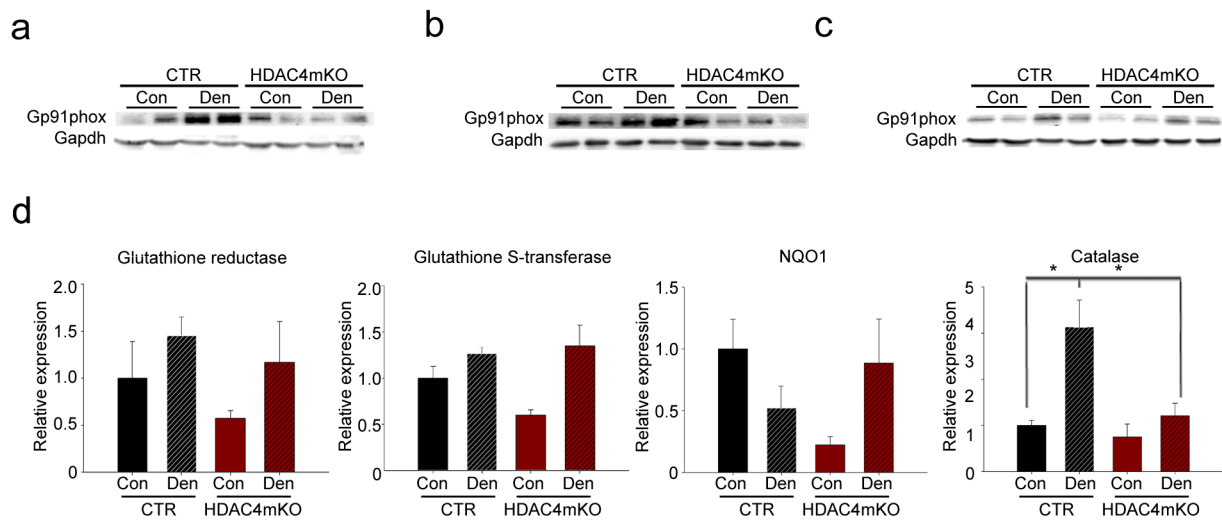 a
b
c
CTR HDAC4mKO
Con Den Con Den
Gp91phox
Gapdh
CTR HDAC4mKO
Con Den Con Den
Gp91phox
Gapdh
CTR HDAC4mKO
Con Den Con Den
Gp91phox
Gapdh
d
Glutathione reductase
Relative expression
2.0
1.5
1.0
0.5
0
Con Den Con Den
CTR HDAC4mKO
Glutathione S-transferase
Relative expression
2.0
1.5
1.0
0.5
0
Con Den Con Den
CTR HDAC4mKO
NQO1
Relative expression
1.5
1.0
0.5
0
Con Den Con Den
CTR HDAC4mKO
Catalase
* *
Relative expression
5
4
3
2
1
0
Con Den Con Den
CTR HDAC4mKO